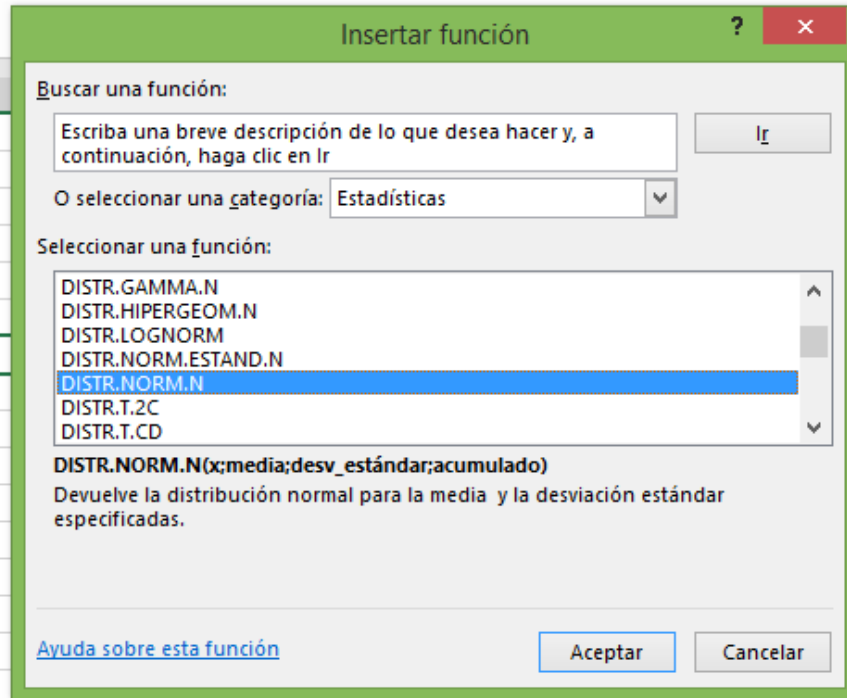 Insertar función
? ×
Buscar una función:
Escriba una breve descripción de lo que desea hacer y, a
continuación, haga clic en Ir
Ir
O seleccionar una categoría: Estadísticas
Seleccionar una función:
DISTR.GAMMA.N
DISTR.HIPERGEOM.N
DISTR.LOGNORM
DISTR.NORM.ESTAND.N
DISTR.NORM.N
DISTR.T.2C
DISTR.T.CD
DISTR.NORM.N(x;media;desv_estándar;acumulado)
Devuelve la distribución normal para la media y la desviación estándar
especificadas.
Ayuda sobre esta función
Aceptar
Cancelar